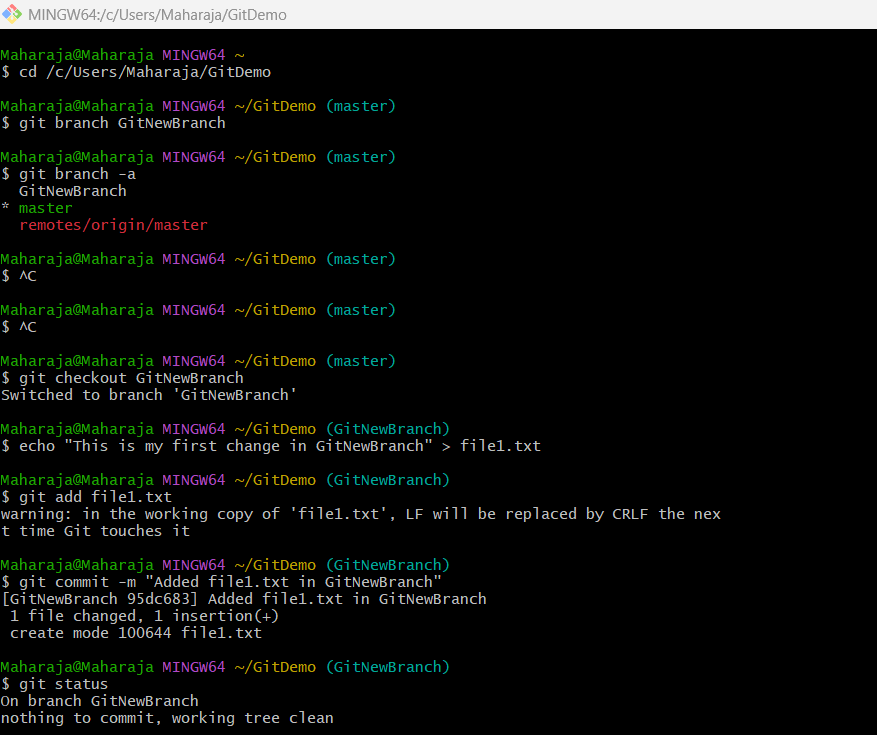 MINGW64:/c/Users/Maharaja/GitDemo
Maharaja@Maharaja MINGW64 ~
$ cd /c/Users/Maharaja/GitDemo
Maharaja@Maharaja MINGW64 ~/GitDemo (master)
$ git branch GitNewBranch
Maharaja@Maharaja MINGW64 ~/GitDemo (master)
$ git branch -a
  GitNewBranch
* master
  remotes/origin/master
Maharaja@Maharaja MINGW64 ~/GitDemo (master)
$ ^C
Maharaja@Maharaja MINGW64 ~/GitDemo (master)
$ ^C
Maharaja@Maharaja MINGW64 ~/GitDemo (master)
$ git checkout GitNewBranch
Switched to branch 'GitNewBranch'
Maharaja@Maharaja MINGW64 ~/GitDemo (GitNewBranch)
$ echo "This is my first change in GitNewBranch" > file1.txt
Maharaja@Maharaja MINGW64 ~/GitDemo (GitNewBranch)
$ git add file1.txt
warning: in the working copy of 'file1.txt', LF will be replaced by CRLF the nex
t time Git touches it
Maharaja@Maharaja MINGW64 ~/GitDemo (GitNewBranch)
$ git commit -m "Added file1.txt in GitNewBranch"
[GitNewBranch 95dc683] Added file1.txt in GitNewBranch
 1 file changed, 1 insertion(+)
 create mode 100644 file1.txt
Maharaja@Maharaja MINGW64 ~/GitDemo (GitNewBranch)
$ git status
On branch GitNewBranch
nothing to commit, working tree clean